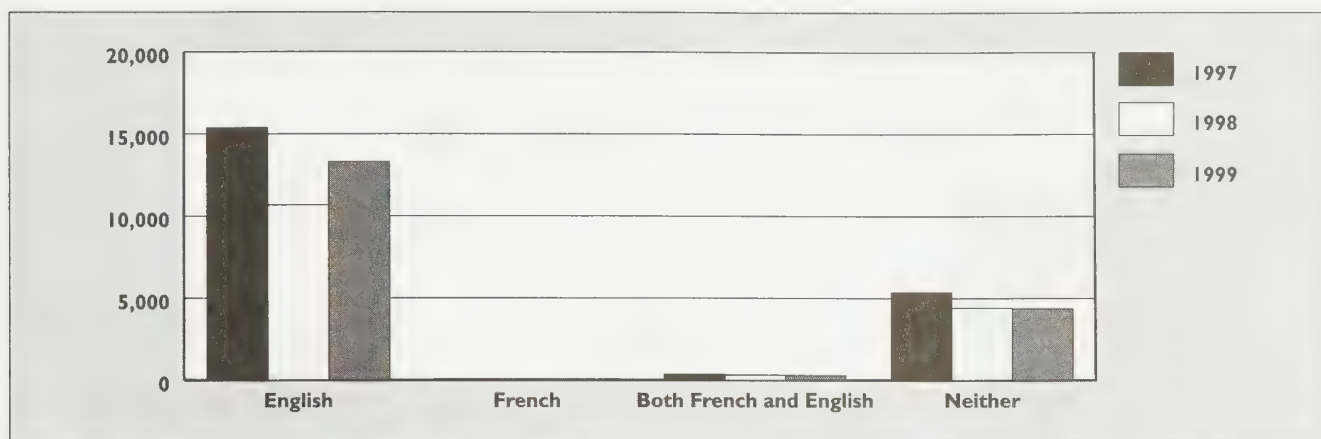 20,000
15,000
10,000
5,000
0
English
French
Both French and English
Neither
1997
1998
1999